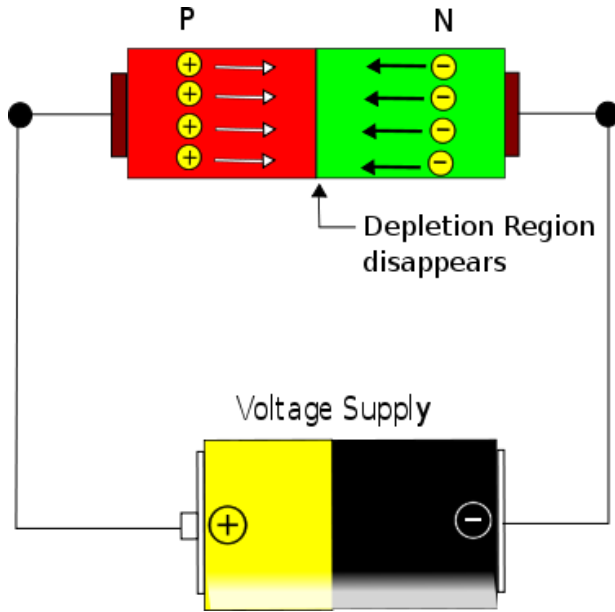 P N
+ -
+ -
+ -
+ -
Depletion Region
disappears
Voltage Supply
+ -